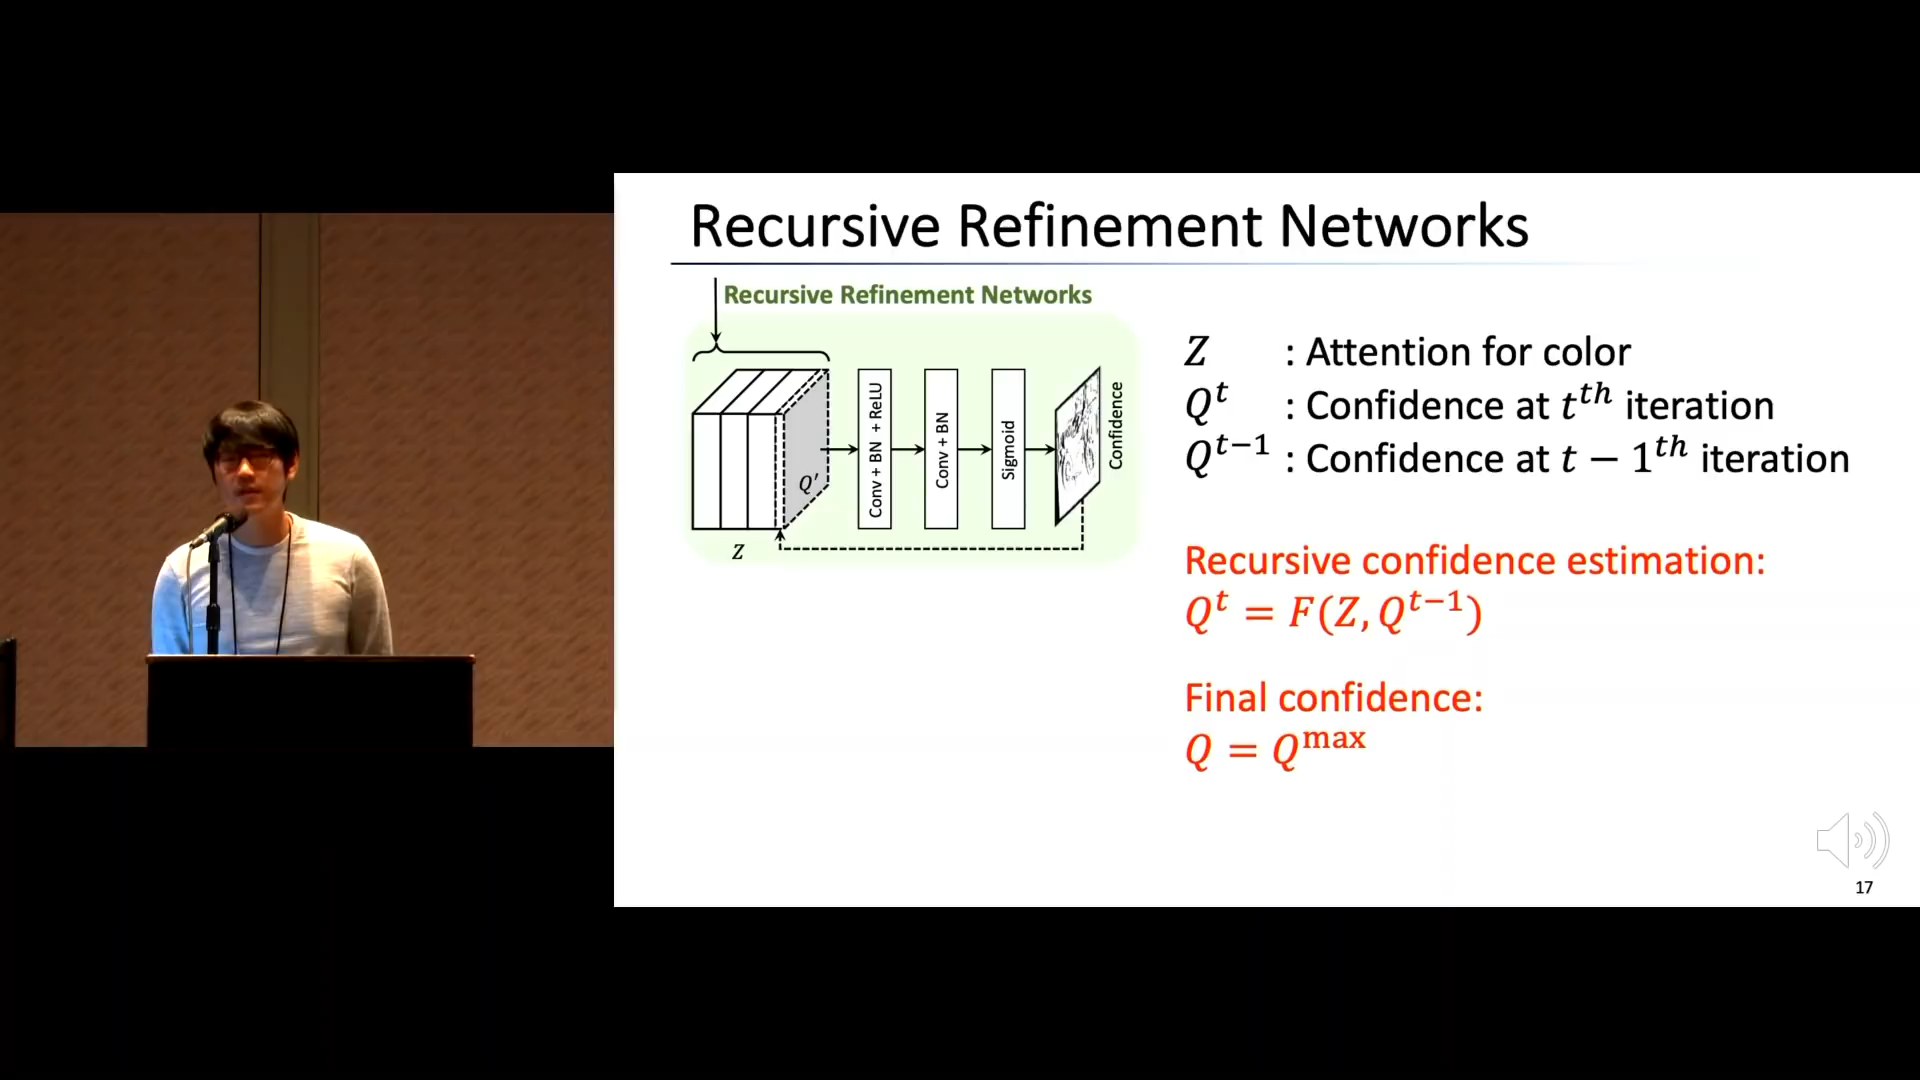 Recursive Refinement Networks
Recursive Refinement Networks
Q′
Z
Conv + BN + ReLU
Conv + BN
Sigmoid
Confidence
Z : Attention for color
Q^t : Confidence at t^th iteration
Q^{t−1} : Confidence at t − 1^th iteration
Recursive confidence estimation:
Q^t = F(Z, Q^{t−1})
Final confidence:
Q = Q^max
17